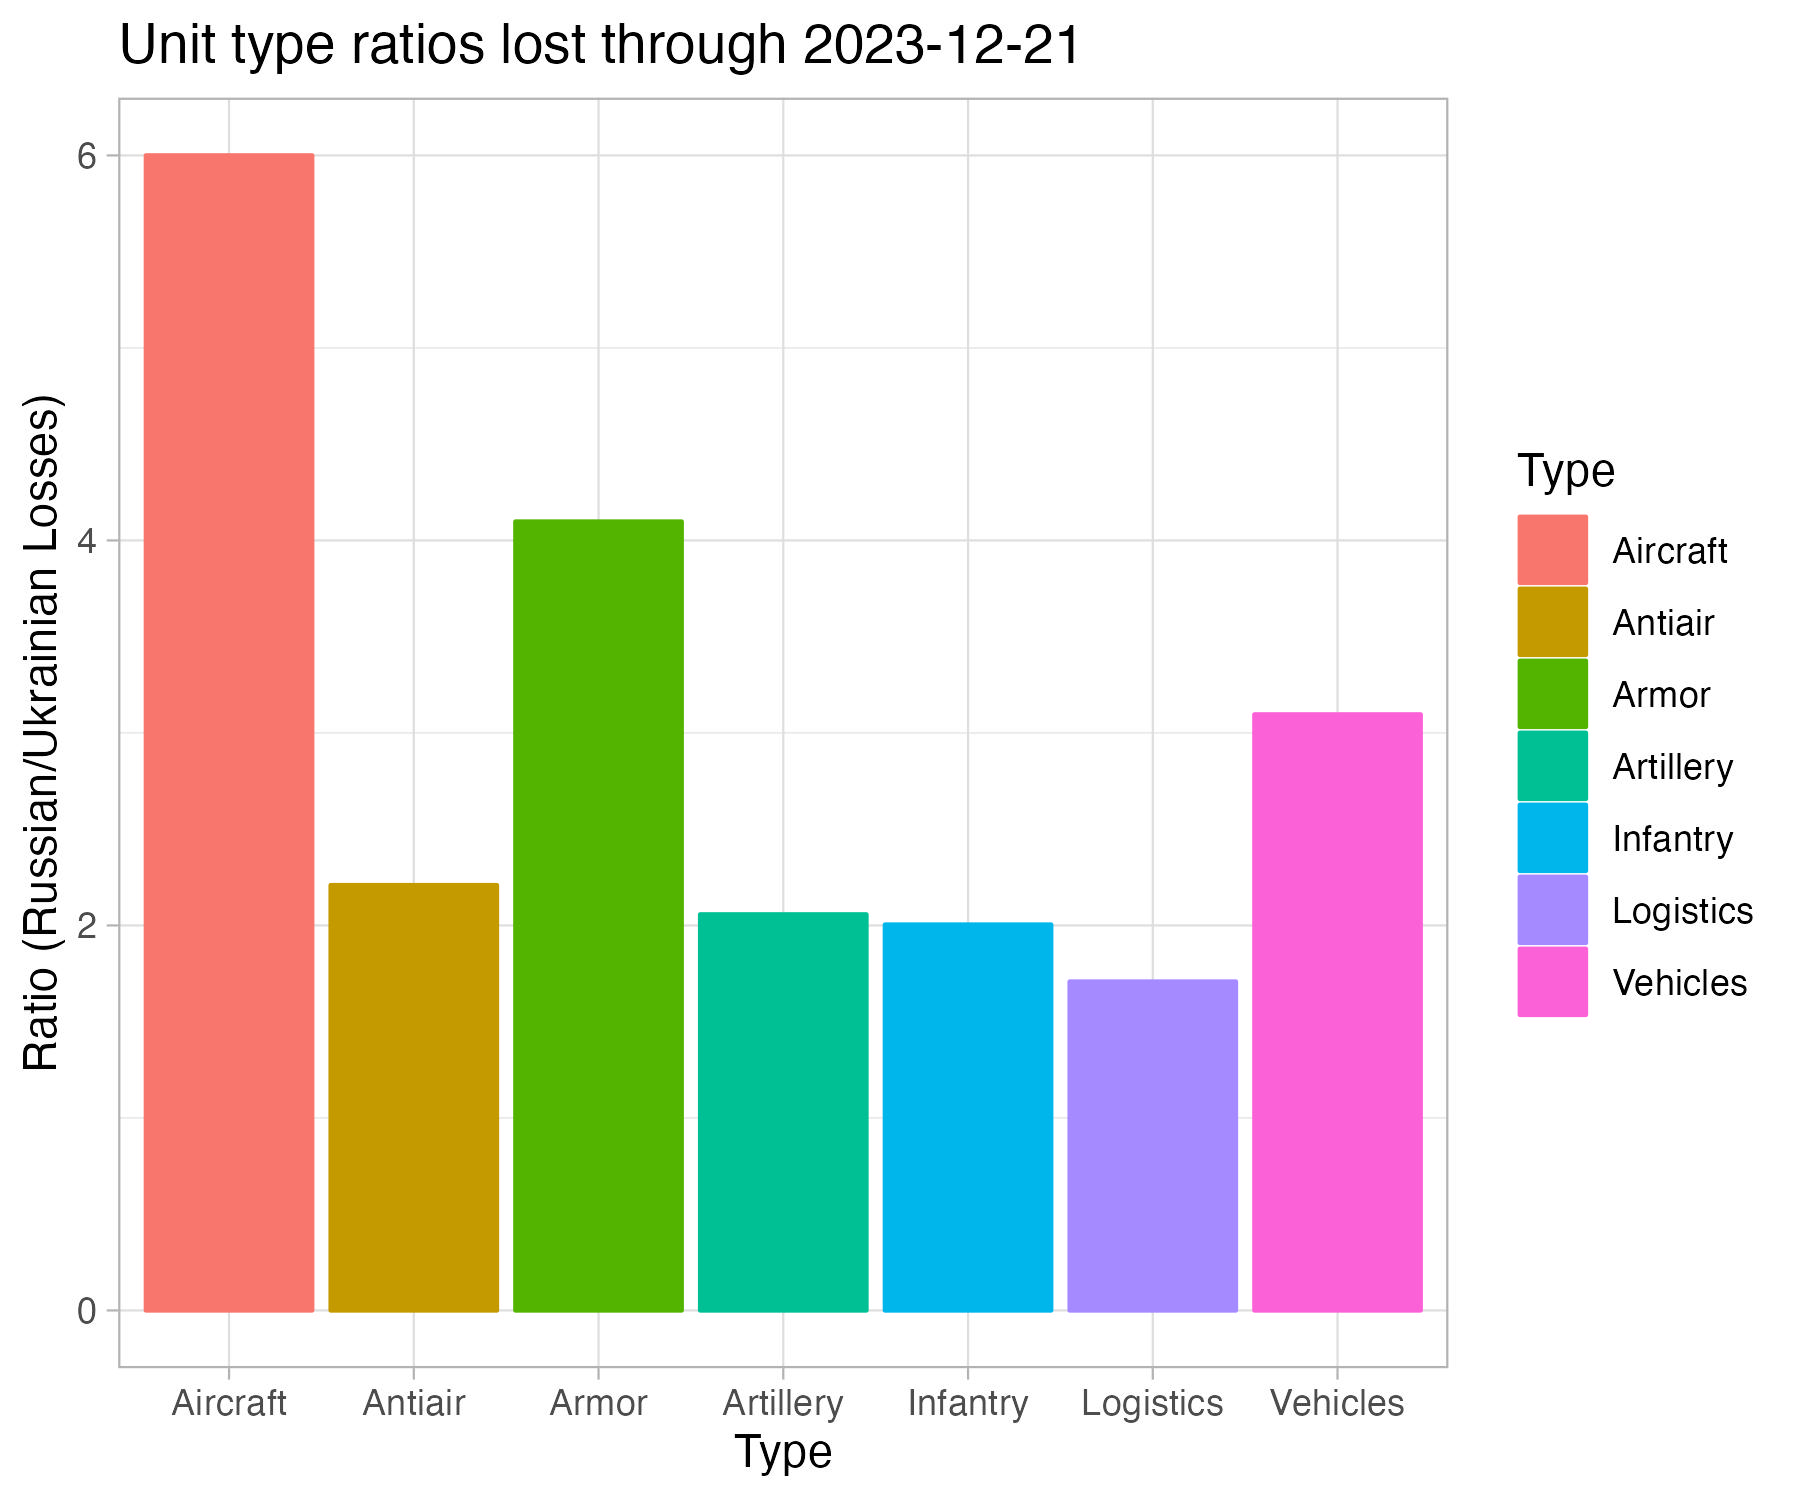 Unit type ratios lost through 2023-12-21
Ratio (Russian/Ukrainian Losses)
6
4
2
0
Aircraft
Antiair
Armor
Artillery
Infantry
Logistics
Vehicles
Type
Type
Aircraft
Antiair
Armor
Artillery
Infantry
Logistics
Vehicles